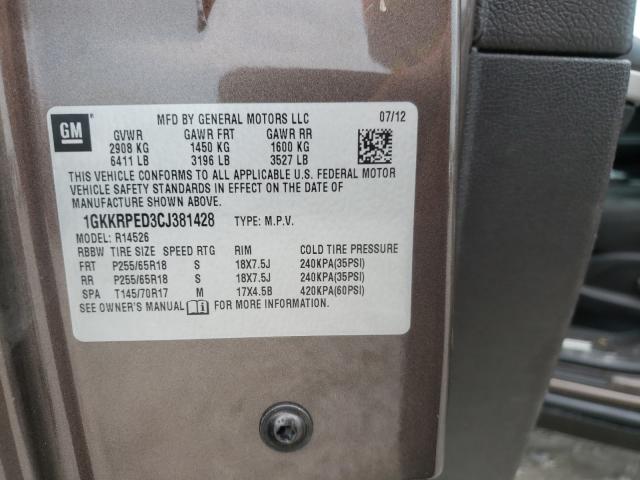 GM
MFD BY GENERAL MOTORS LLC 07/12
GVWR GAWR FRT GAWR RR
2908 KG 1450 KG 1600 KG
6411 LB 3196 LB 3527 LB
THIS VEHICLE CONFORMS TO ALL APPLICABLE U.S. FEDERAL MOTOR
VEHICLE SAFETY STANDARDS IN EFFECT ON THE DATE OF
MANUFACTURE SHOWN ABOVE.
1GKKRPED3CJ381428 TYPE: M.P.V.
MODEL: R14526
RBBW TIRE SIZE SPEED RTG RIM COLD TIRE PRESSURE
FRT P255/65R18 S 18X7.5J 240KPA(35PSI)
RR P255/65R18 S 18X7.5J 240KPA(35PSI)
SPA T145/70R17 M 17X4.5B 420KPA(60PSI)
SEE OWNER'S MANUAL FOR MORE INFORMATION.